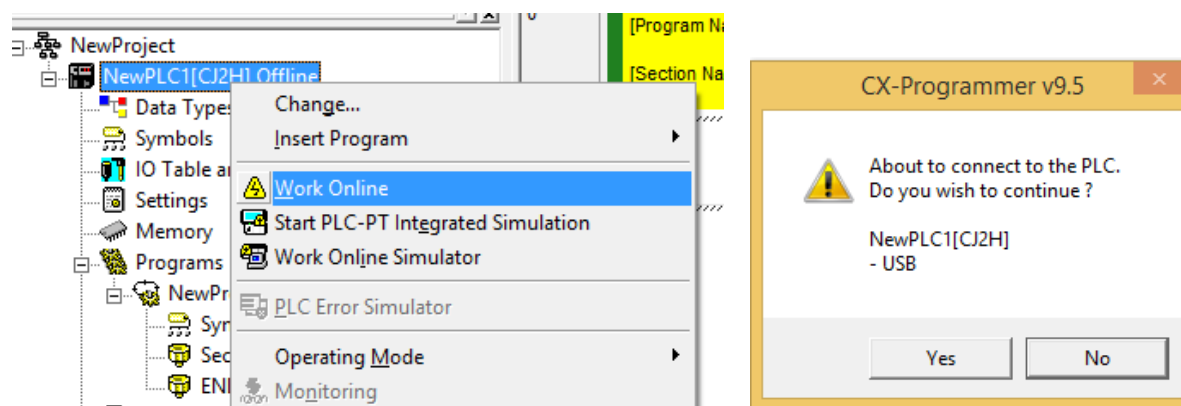 0
[Program Na
NewProject
[Section Na
NewPLC1[CJ2H] Offline
Data Types
Symbols
IO Table a
Settings
Memory
Programs
NewPr
Syn
Sec
EN
Change...
Insert Program
Work Online
Start PLC-PT Integrated Simulation
Work Online Simulator
PLC Error Simulator
Operating Mode
Monitoring
CX-Programmer v9.5
About to connect to the PLC.
Do you wish to continue ?
NewPLC1[CJ2H]
- USB
Yes
No